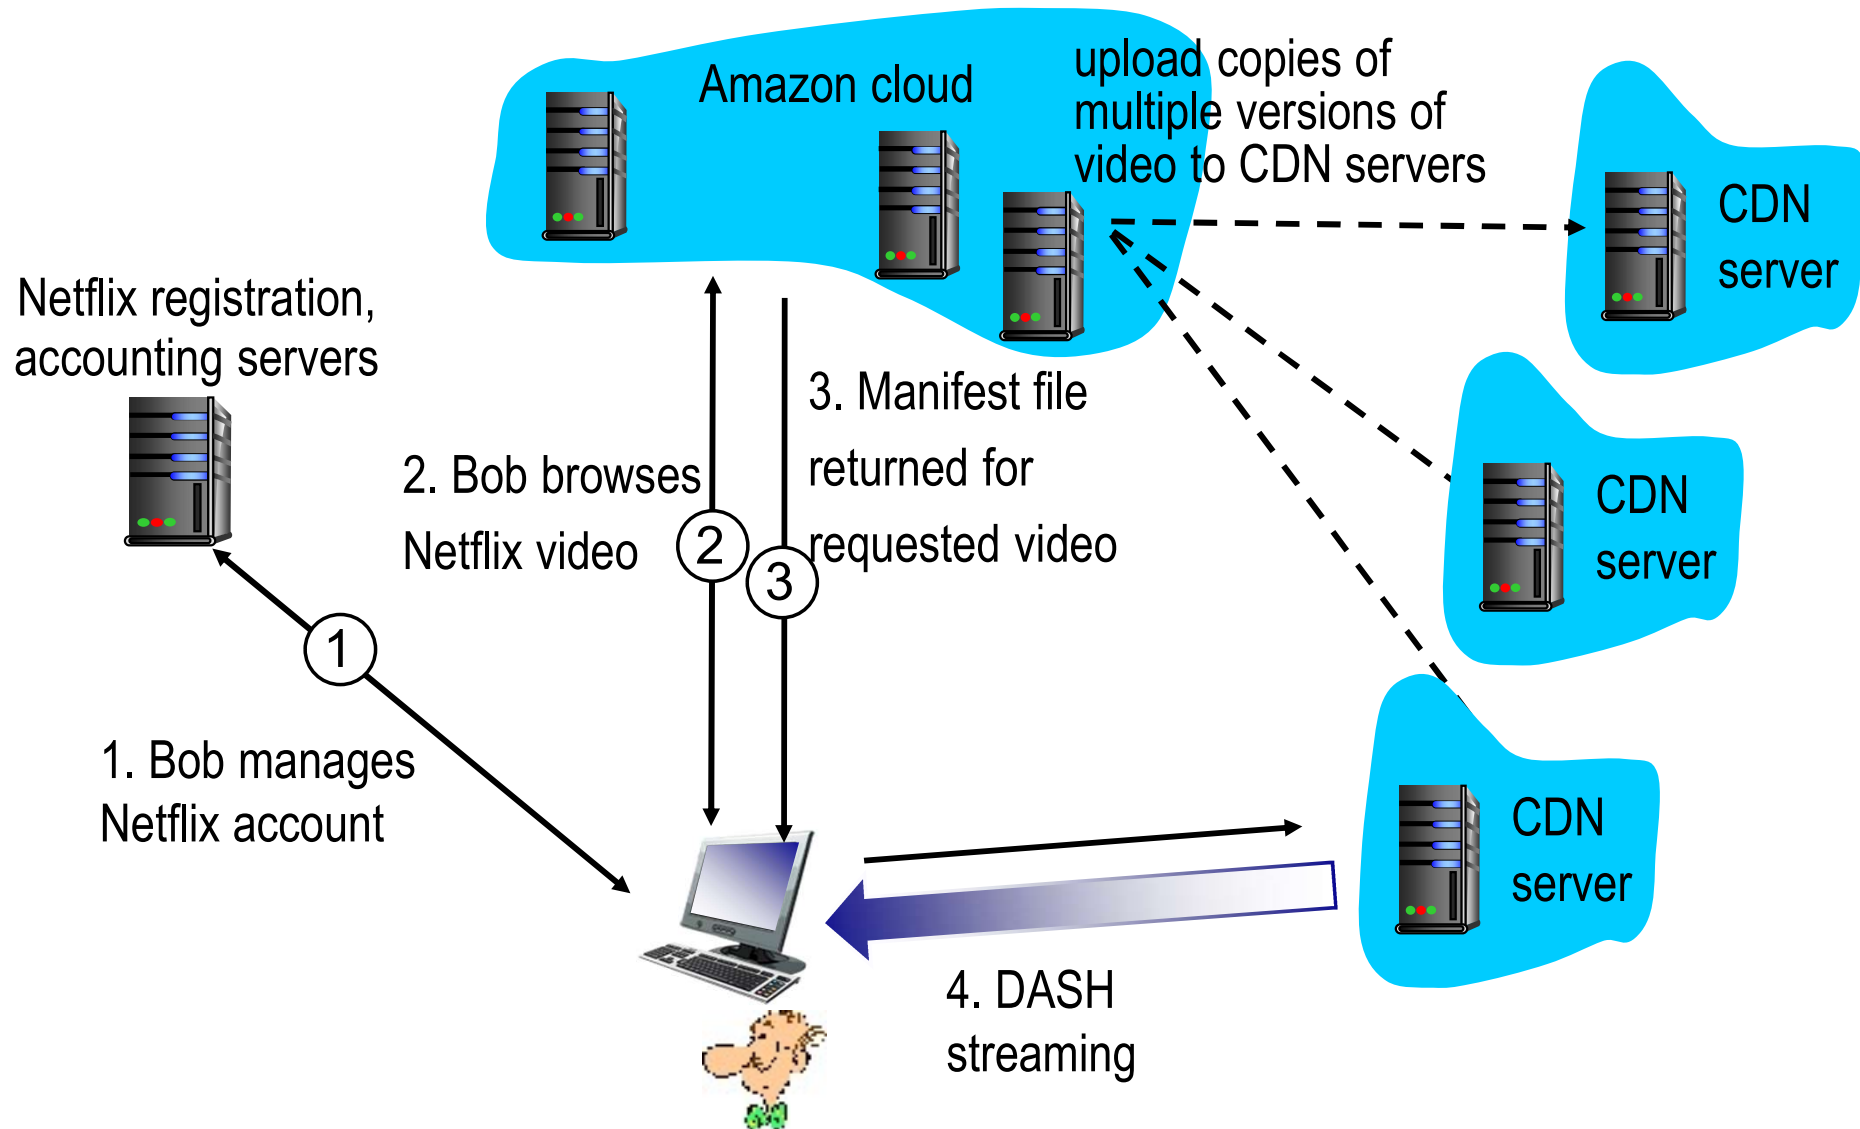 Amazon cloud
upload copies of
multiple versions of
video to CDN servers
CDN
server
Netflix registration,
accounting servers
3. Manifest file
returned for
requested video
2. Bob browses
Netflix video
2
3
CDN
server
1
1. Bob manages
Netflix account
CDN
server
4. DASH
streaming